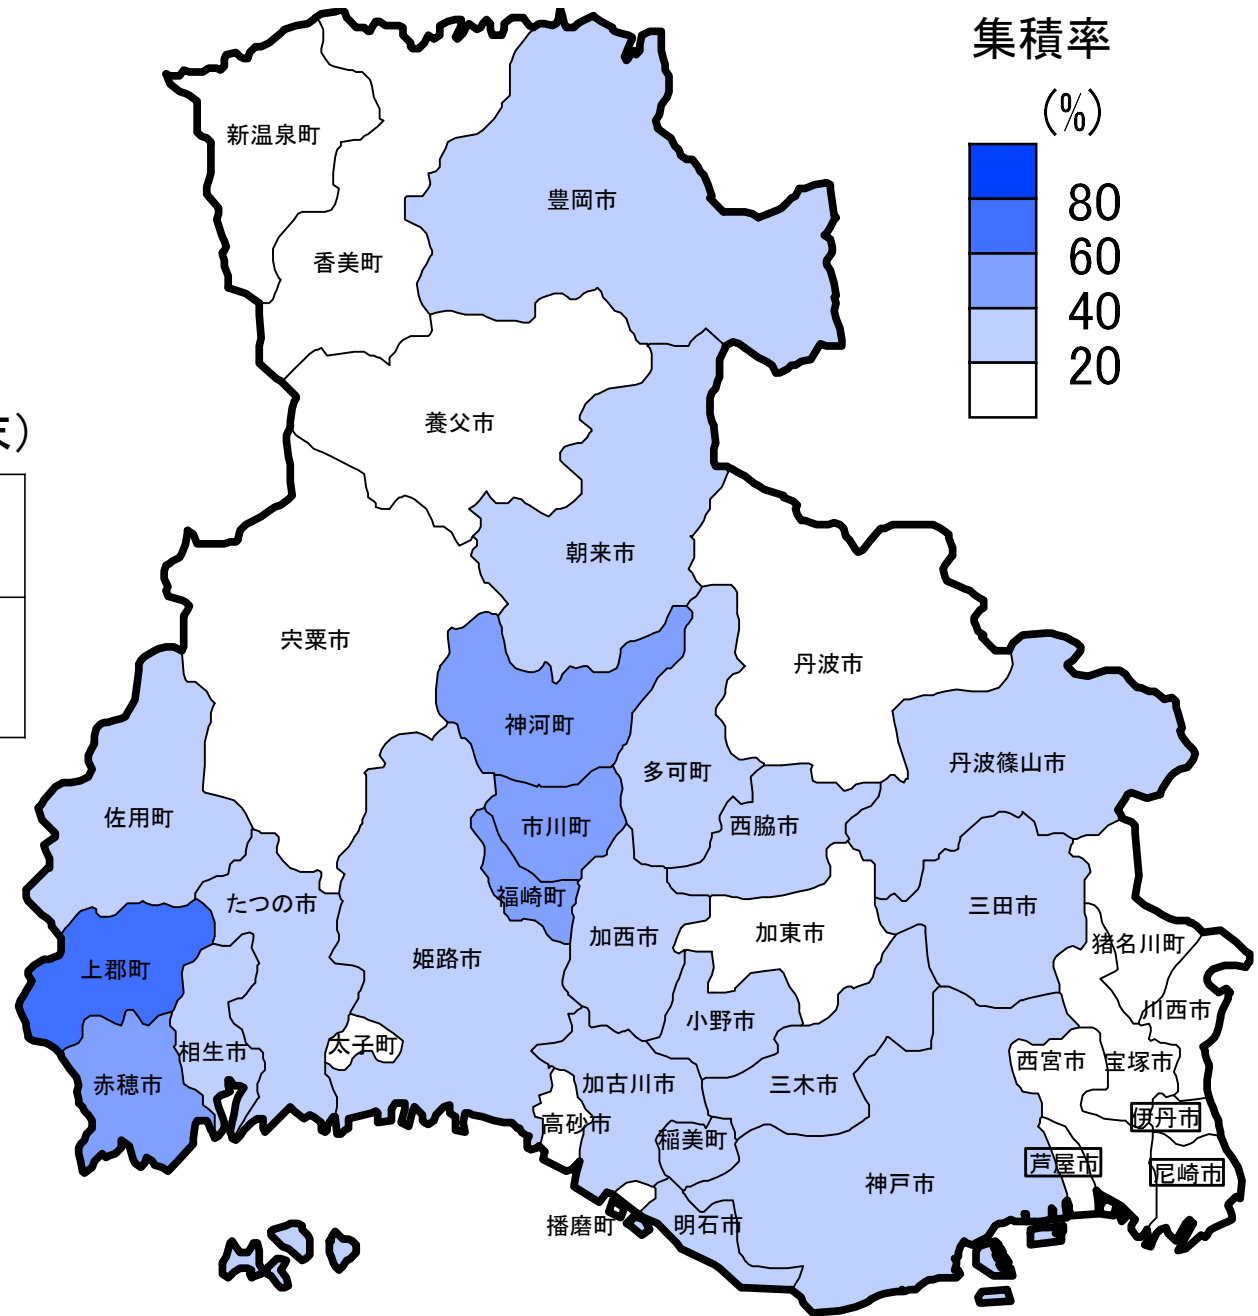 集積率
(%)
80
60
40
20
末)
新温泉町
豊岡市
香美町
養父市
朝来市
宍粟市
丹波市
神河町
多可町
丹波篠山市
佐用町
市川町
西脇市
福崎町
たつの市
三田市
加西市
加東市
猪名川町
上郡町
姫路市
川西市
小野市
相生市
太子町
西宮市
宝塚市
赤穂市
加古川市
三木市
高砂市
伊丹市
稲美町
芦屋市
尼崎市
神戸市
播磨町
明石市